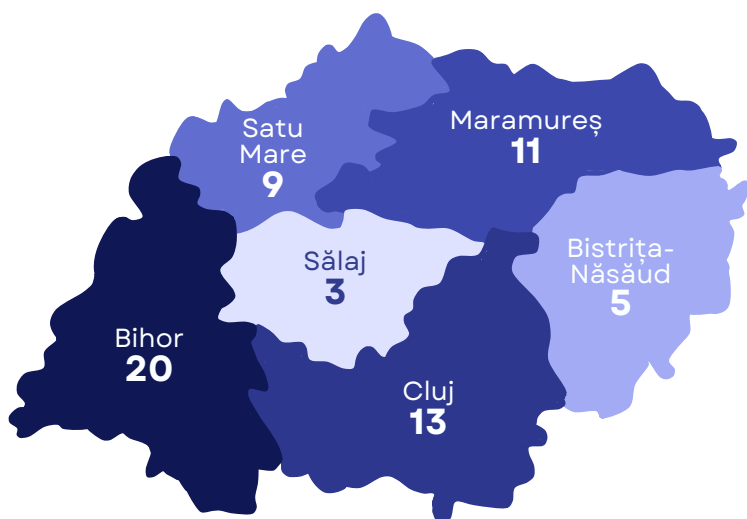 Satu
Mare
9
Maramureș
11
Bistrița-
Năsăud
5
Sălaj
3
Bihor
20
Cluj
13